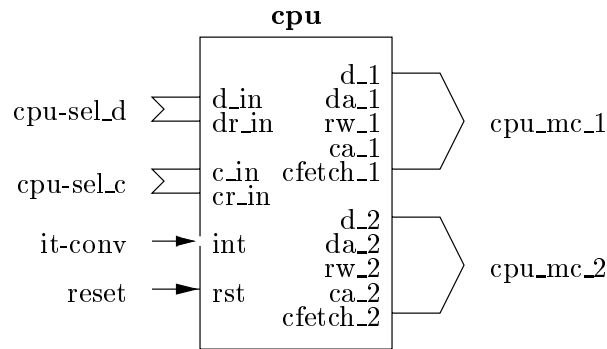 cpu
cpu-sel_d
d_in
dr_in
cpu-sel_c
c_in
cr_in
it-conv
int
reset
rst
d_1
da_1
rw_1
ca_1
cfetch_1
cpu_mc_1
d_2
da_2
rw_2
ca_2
cfetch_2
cpu_mc_2